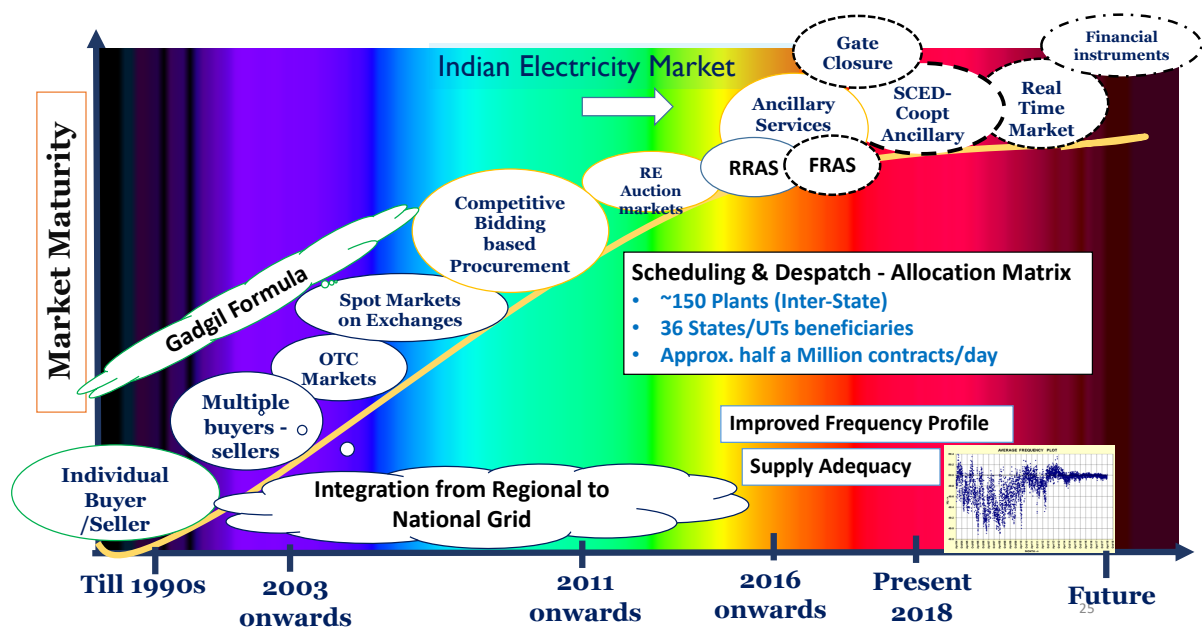 Indian Electricity Market
Market Maturity
Gate
Closure
Financial
instruments
SCED-
Coopt
Ancillary
Real
Time
Market
Ancillary
Services
RRAS
FRAS
RE
Auction
markets
Competitive
Bidding
based
Procurement
Gadgil Formula
Spot Markets
on Exchanges
OTC
Markets
Multiple
buyers -
sellers
Individual
Buyer
/Seller
Scheduling & Despatch - Allocation Matrix
• ~150 Plants (Inter-State)
• 36 States/UTs beneficiaries
• Approx. half a Million contracts/day
Improved Frequency Profile
Supply Adequacy
AVERAGE FREQUENCY PLOT
Integration from Regional to
National Grid
Till 1990s
2003
onwards
2011
onwards
2016
onwards
Present
2018
Future
25